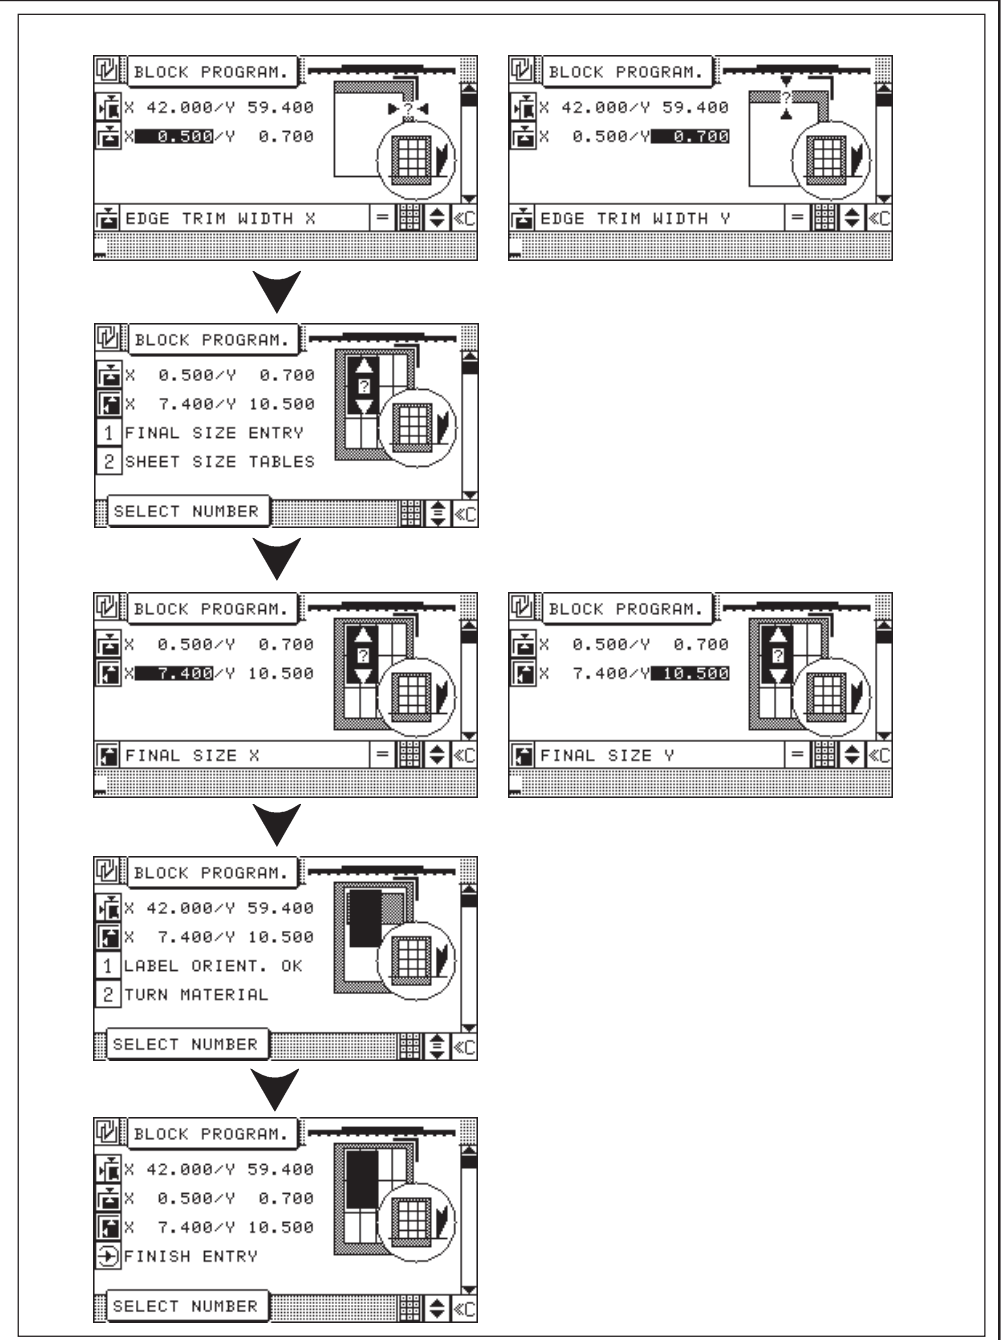 BLOCK PROGRAM.
X 42.000/Y 59.400
X 0.500/Y 0.700
?
EDGE TRIM WIDTH X = «C
BLOCK PROGRAM.
X 42.000/Y 59.400
X 0.500/Y 0.700
?
EDGE TRIM WIDTH Y = «C
BLOCK PROGRAM.
X 0.500/Y 0.700
X 7.400/Y 10.500
?
1 FINAL SIZE ENTRY
2 SHEET SIZE TABLES
SELECT NUMBER «C
BLOCK PROGRAM.
X 0.500/Y 0.700
X 7.400/Y 10.500
?
FINAL SIZE X = «C
BLOCK PROGRAM.
X 0.500/Y 0.700
X 7.400/Y 10.500
?
FINAL SIZE Y = «C
BLOCK PROGRAM.
X 42.000/Y 59.400
X 7.400/Y 10.500
1 LABEL ORIENT. OK
2 TURN MATERIAL
SELECT NUMBER «C
BLOCK PROGRAM.
X 42.000/Y 59.400
X 0.500/Y 0.700
X 7.400/Y 10.500
FINISH ENTRY
SELECT NUMBER «C